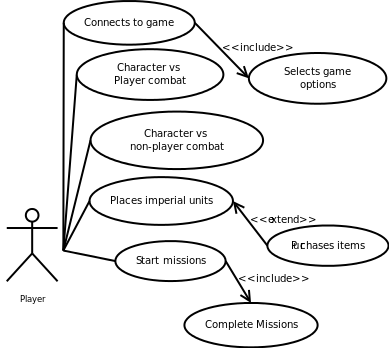 Connects to game
<<include>>
Character vs
Player combat
Selects game
options
Character vs
non-player combat
Places imperial units
<<extend>>
Purchases items
Start missions
<<include>>
Player
Complete Missions